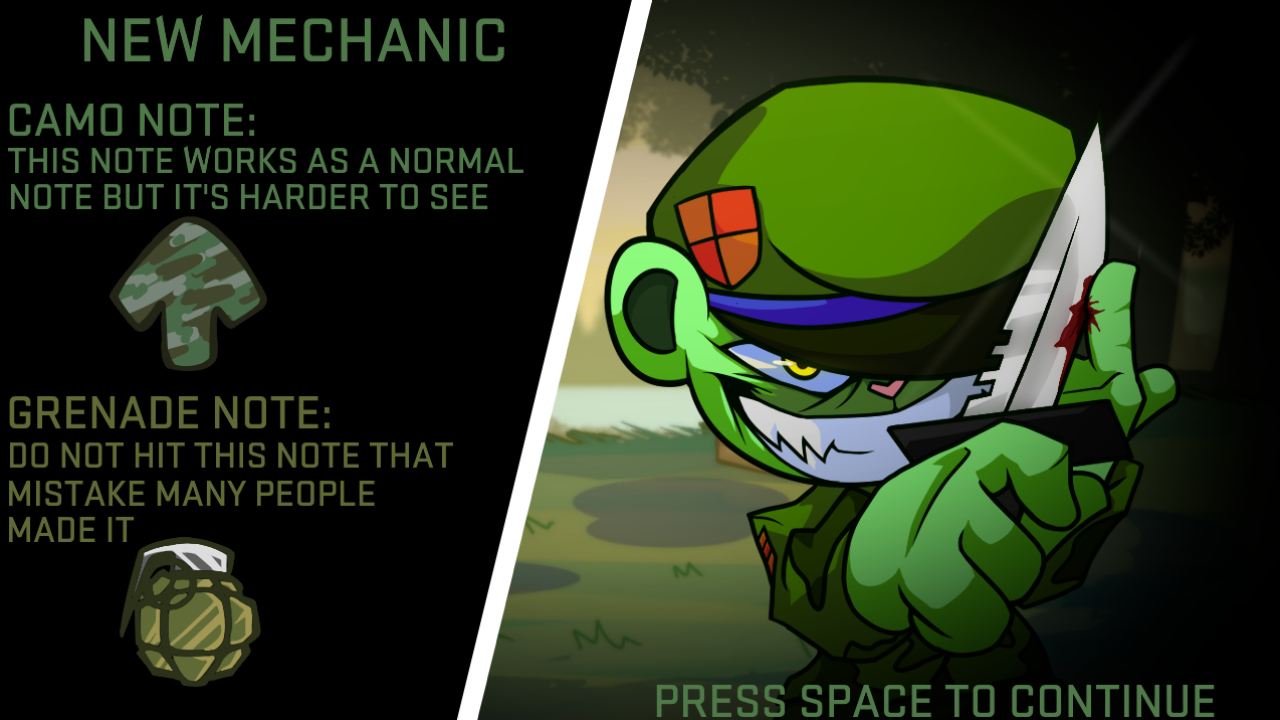 NEW MECHANIC
CAMO NOTE:
THIS NOTE WORKS AS A NORMAL
NOTE BUT IT'S HARDER TO SEE
GRENADE NOTE:
DO NOT HIT THIS NOTE THAT
MISTAKE MANY PEOPLE
MADE IT
PRESS SPACE TO CONTINUE